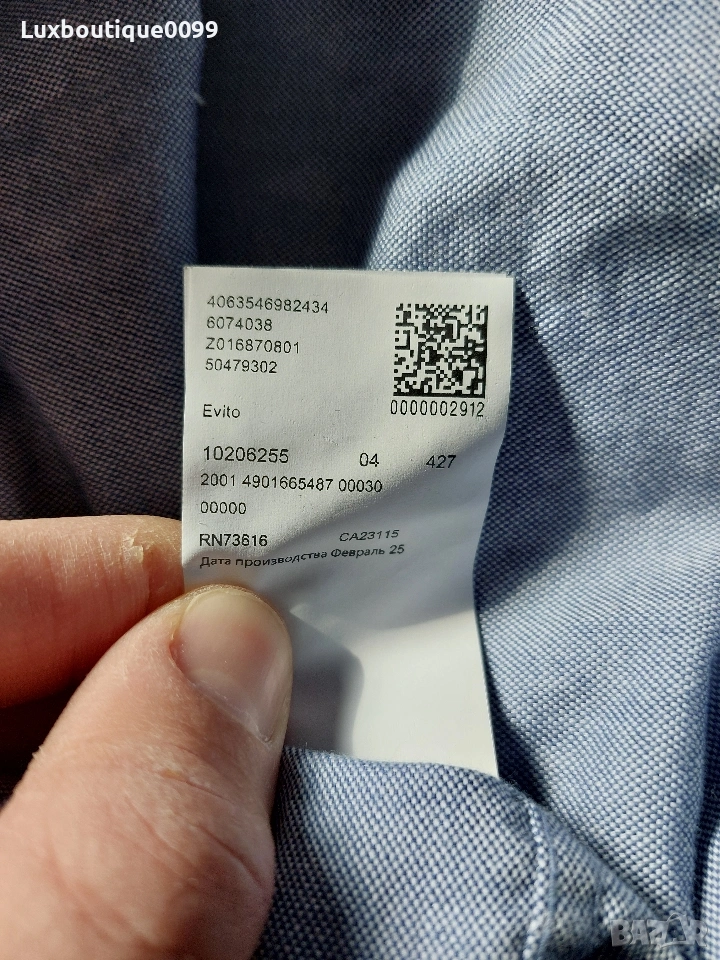 Luxboutique0099
4063546982434
6074038
Z016870801
50479302
0000002912
Evito
10206255 04 427
2001 4901665487 00030
00000
RN73616 CA23115
Дата производства Февраль 25
BAZAR